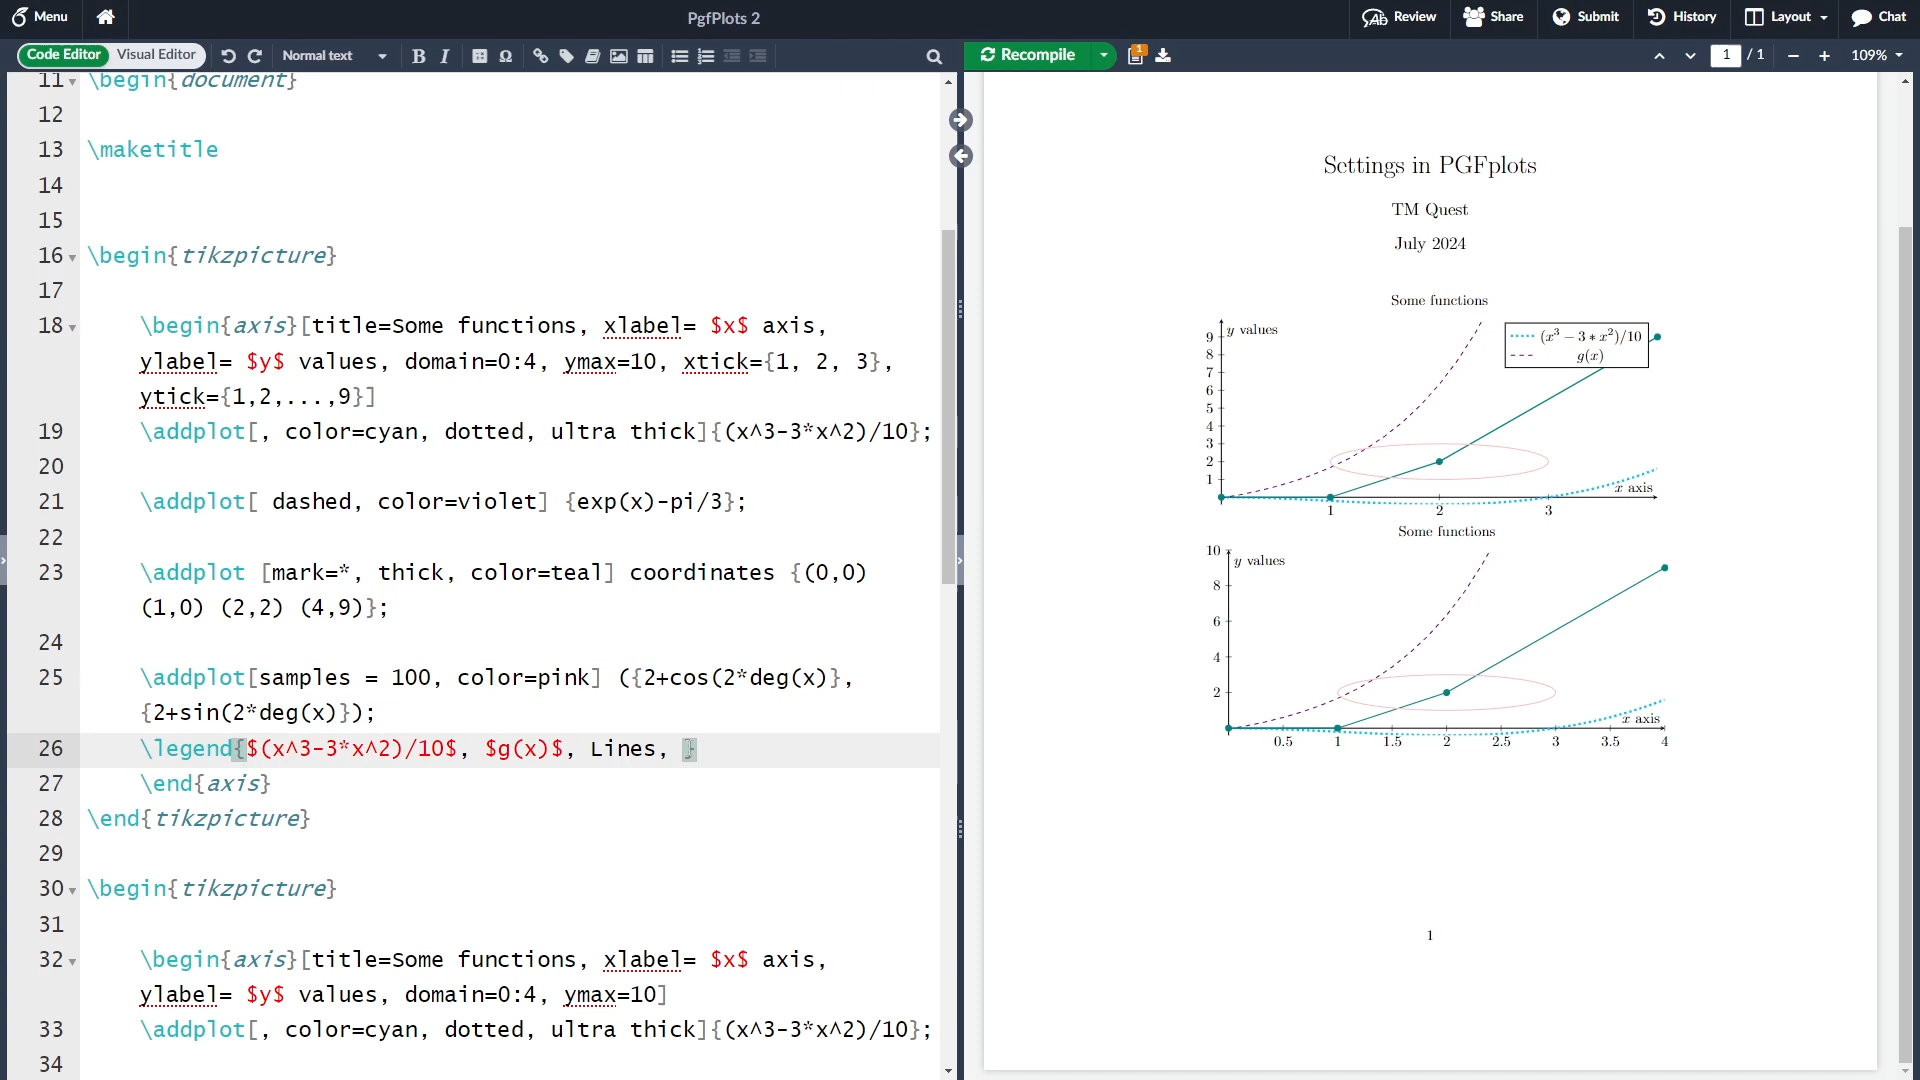 Menu
PgfPlots 2
Review
Share
Submit
History
Layout
Chat
Code Editor
Visual Editor
Normal text
B
I
Ω
Recompile
1
1
/ 1
109%
11 \begin{document}
12
13 \maketitle
14
15
16 \begin{tikzpicture}
17
18 \begin{axis}[title=Some functions, xlabel= $x$ axis,
ylabel= $y$ values, domain=0:4, ymax=10, xtick={1, 2, 3},
ytick={1,2,...,9}]
19 \addplot[, color=cyan, dotted, ultra thick]{(x^3-3*x^2)/10};
20
21 \addplot[ dashed, color=violet] {exp(x)-pi/3};
22
23 \addplot [mark=*, thick, color=teal] coordinates {(0,0)
(1,0) (2,2) (4,9)};
24
25 \addplot[samples = 100, color=pink] ({2+cos(2*deg(x)},
{2+sin(2*deg(x)});
26 \legend{$(x^3-3*x^2)/10$, $g(x)$, Lines, }
27 \end{axis}
28 \end{tikzpicture}
29
30 \begin{tikzpicture}
31
32 \begin{axis}[title=Some functions, xlabel= $x$ axis,
ylabel= $y$ values, domain=0:4, ymax=10]
33 \addplot[, color=cyan, dotted, ultra thick]{(x^3-3*x^2)/10};
34
Settings in PGFplots
TM Quest
July 2024
Some functions
y values
(x³ − 3 ∗ x²)/10
g(x)
9
8
7
6
5
4
3
2
1
x axis
1 2 3
Some functions
y values
10
8
6
4
2
x axis
0.5 1 1.5 2 2.5 3 3.5 4
1